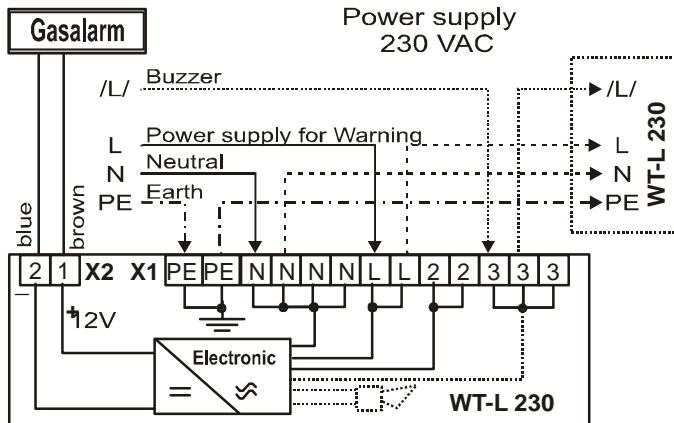 Gasalarm
Power supply
230 VAC
/L/ Buzzer /L/
L Power supply for Warning L
N Neutral N
PE Earth PE
WT-L 230
blue
brown
2 1 X2 X1 PE PE N N N N L L 2 2 3 3 3
− +
12V
Electronic
= ≈
WT-L 230